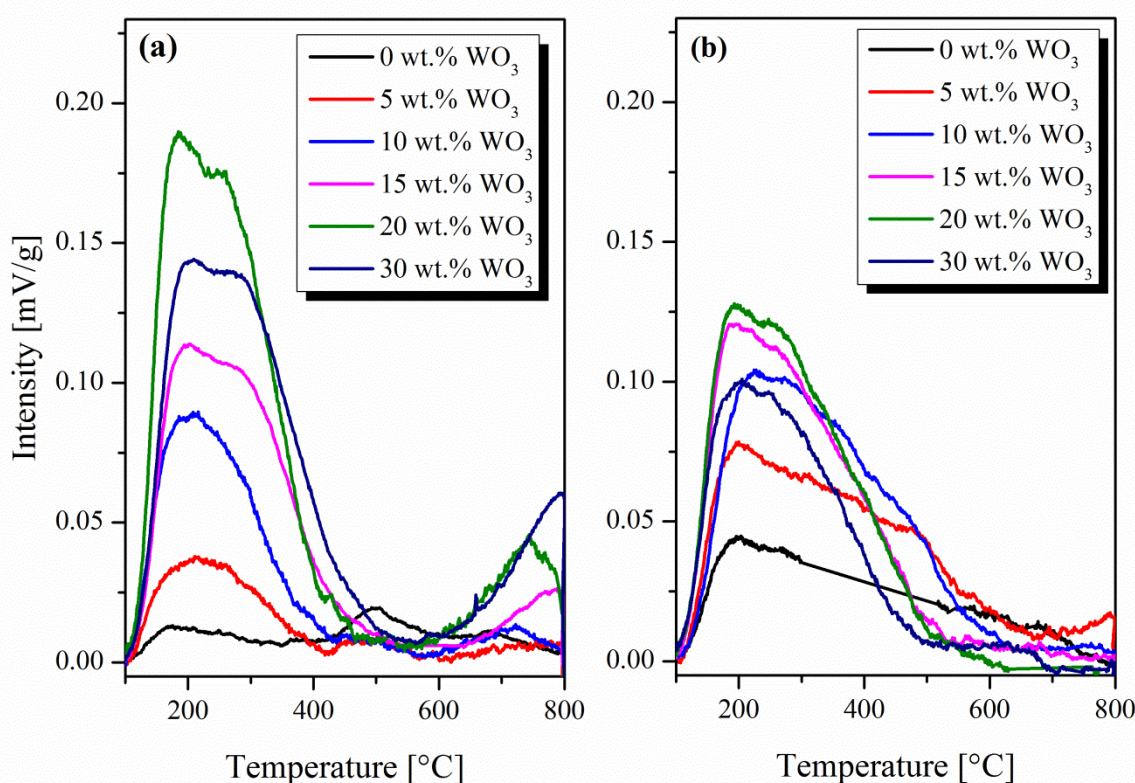 (a)
0 wt.% WO₃
5 wt.% WO₃
10 wt.% WO₃
15 wt.% WO₃
20 wt.% WO₃
30 wt.% WO₃
Intensity [mV/g]
0.20
0.15
0.10
0.05
0.00
200 400 600 800
Temperature [°C]
(b)
0 wt.% WO₃
5 wt.% WO₃
10 wt.% WO₃
15 wt.% WO₃
20 wt.% WO₃
30 wt.% WO₃
0.20
0.15
0.10
0.05
0.00
200 400 600 800
Temperature [°C]